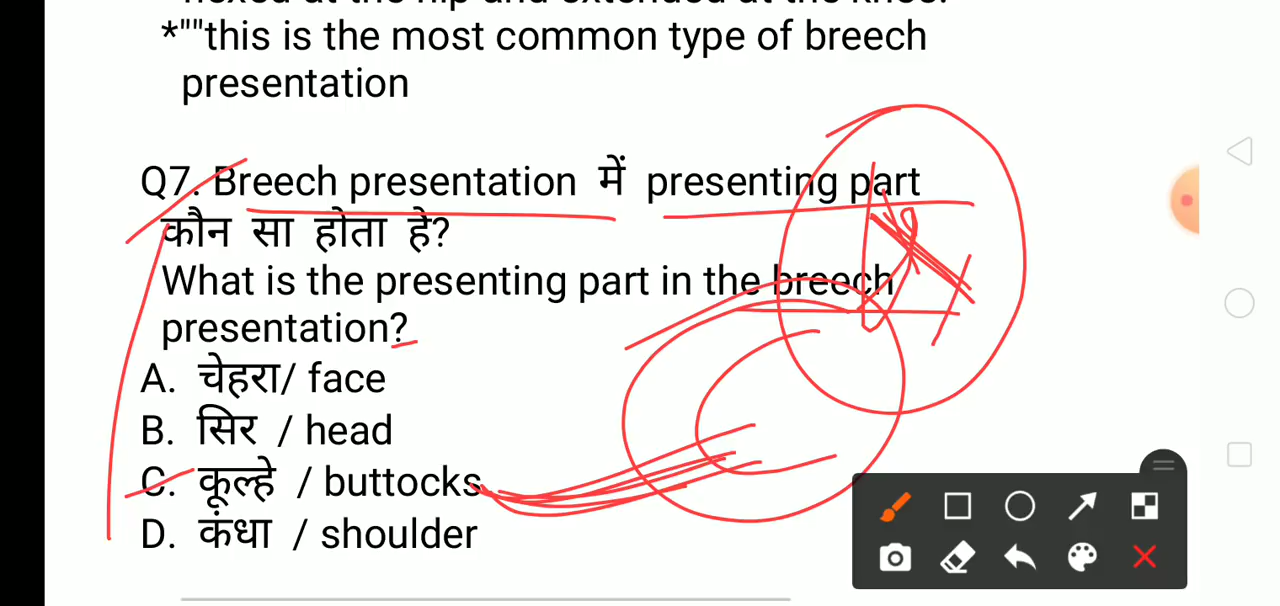 *""this is the most common type of breech
presentation
Q7. Breech presentation में presenting part
कौन सा होता हे?
What is the presenting part in the breech
presentation?
A. चेहरा/ face
B. सिर / head
C. कूल्हे / buttocks
D. कंधा / shoulder